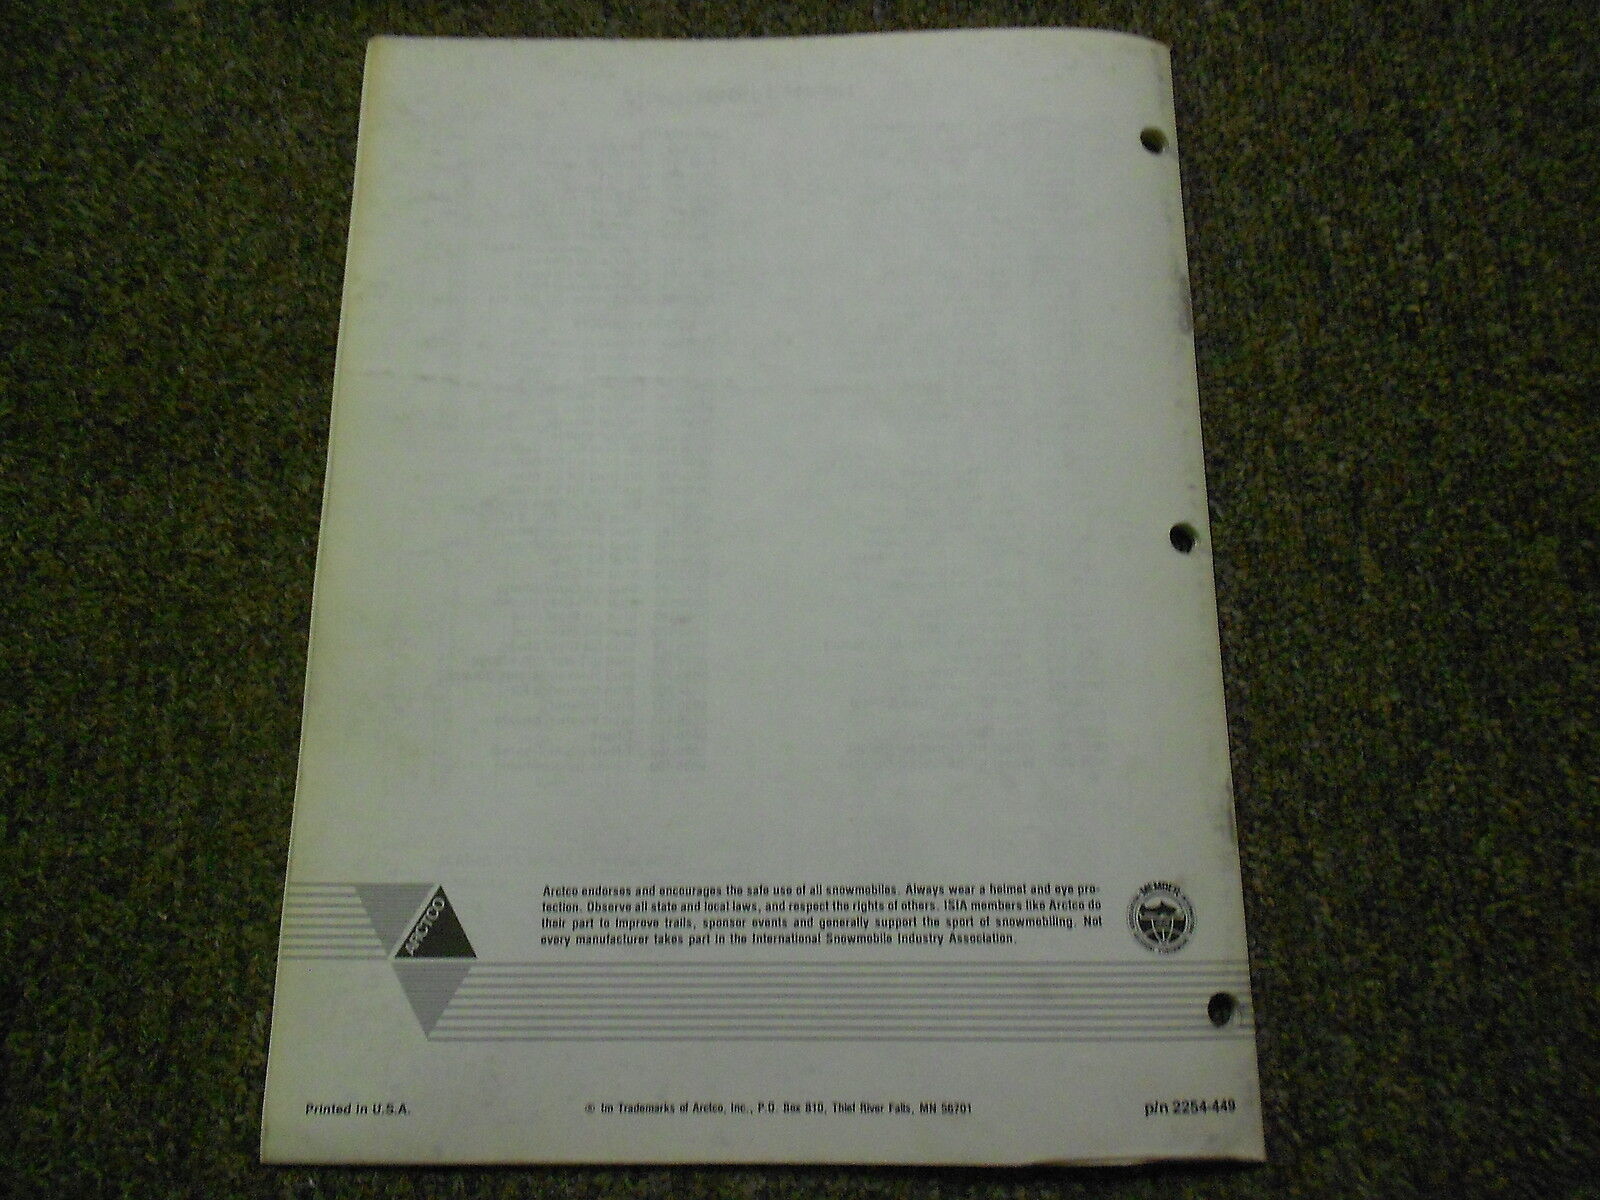 Arctco endorses and encourages the safe use of all snowmobiles. Always wear a helmet and eye pro-
tection. Observe all state and local laws, and respect the rights of others. ISIA members like Arctco do
their part to improve trails, sponsor events and generally support the sport of snowmobiling. Not
every manufacturer takes part in the International Snowmobile Industry Association.
ARCTCO
MEMBER
Printed in U.S.A.
® tm Trademarks of Arctco, Inc., P.O. Box 810, Thief River Falls, MN 56701
p/n 2254-449